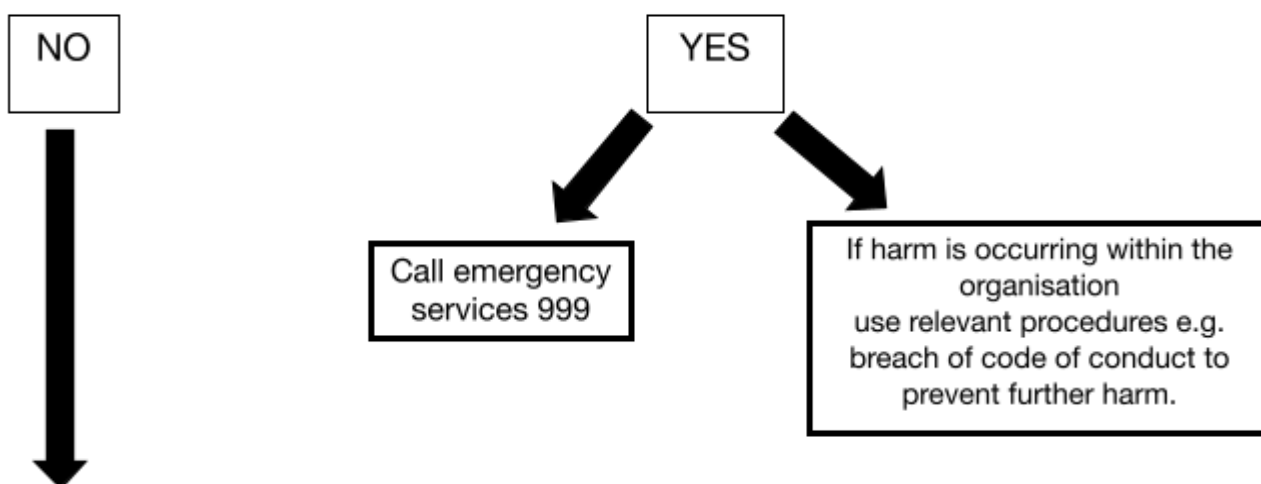 NO
YES
Call emergency
services 999
If harm is occurring within the
organisation
use relevant procedures e.g.
breach of code of conduct to
prevent further harm.